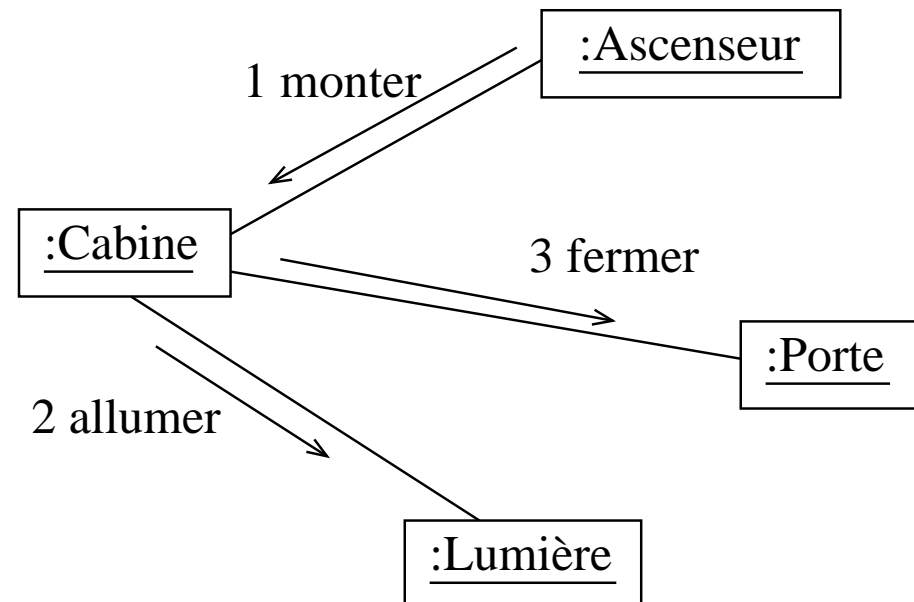 :Ascenseur
1 monter
:Cabine
3 fermer
:Porte
2 allumer
:Lumière